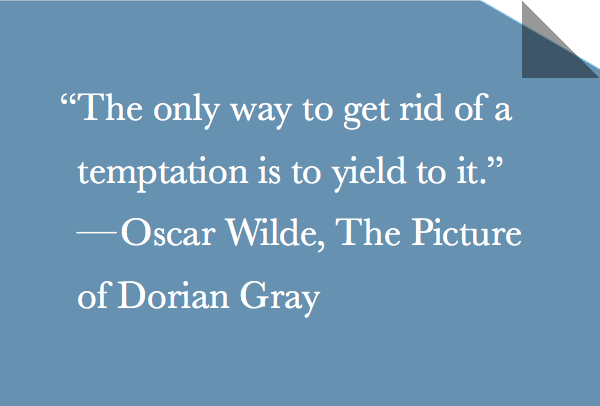 “The only way to get rid of a
temptation is to yield to it.”
—Oscar Wilde, The Picture
of Dorian Gray